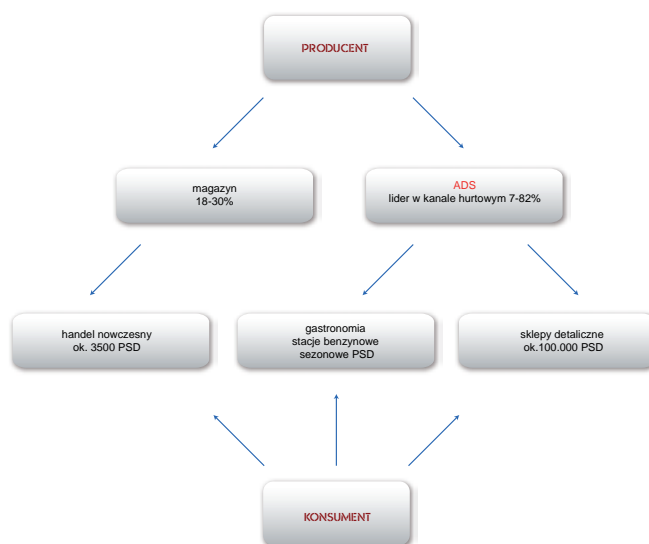 PRODUCENT
magazyn
18-30%
ADS
lider w kanale hurtowym 7-82%
handel nowczesny
ok. 3500 PSD
gastronomia
stacje benzynowe
sezonowe PSD
sklepy detaliczne
ok.100.000 PSD
KONSUMENT